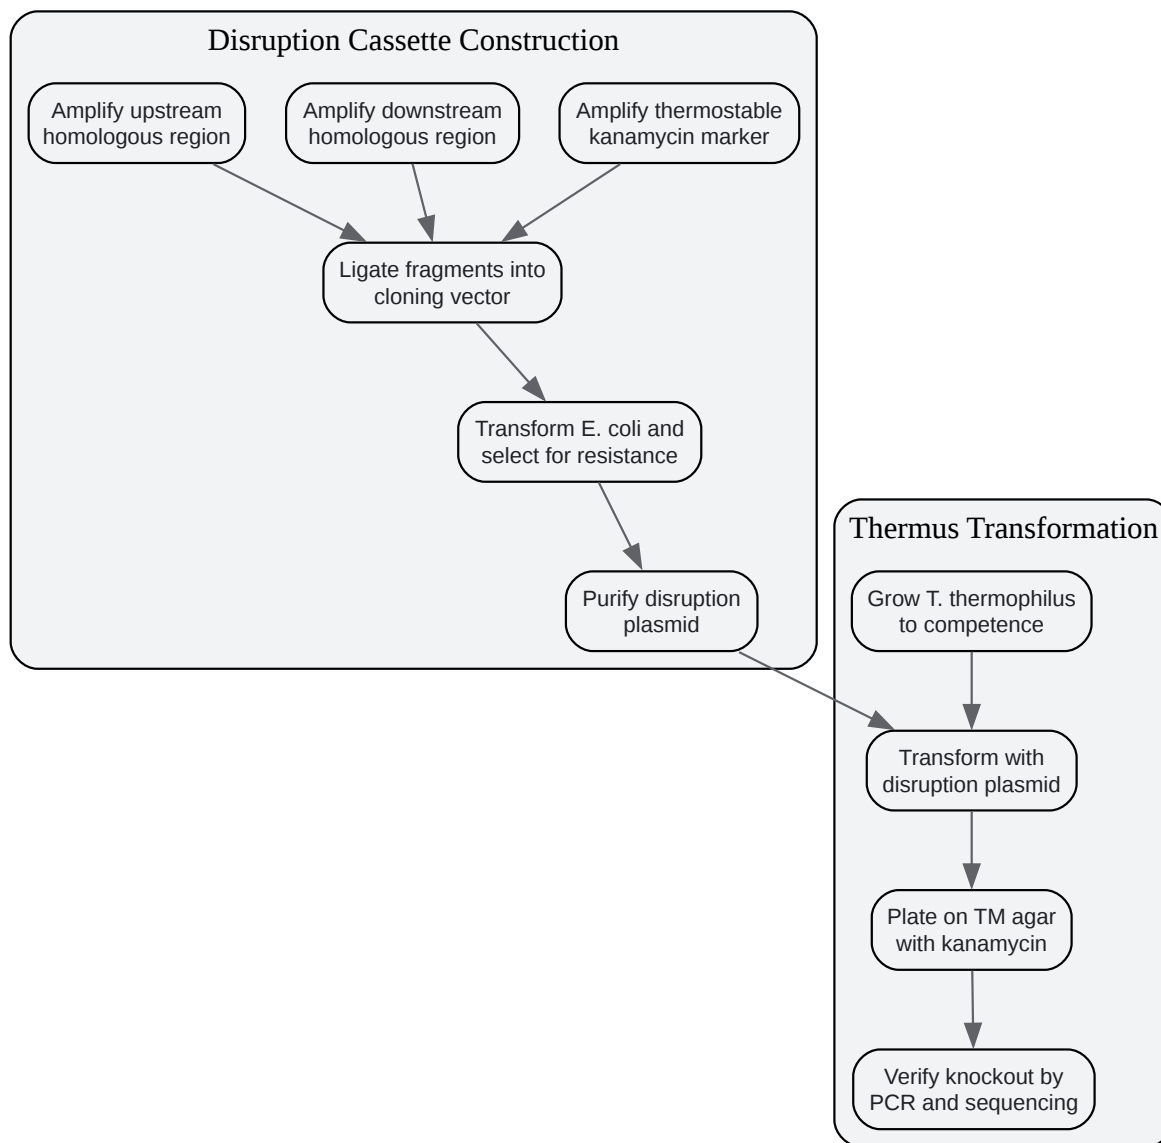 Disruption Cassette Construction
Amplify upstream
homologous region
Amplify downstream
homologous region
Amplify thermostable
kanamycin marker
Ligate fragments into
cloning vector
Transform E. coli and
select for resistance
Purify disruption
plasmid
Thermus Transformation
Grow T. thermophilus
to competence
Transform with
disruption plasmid
Plate on TM agar
with kanamycin
Verify knockout by
PCR and sequencing